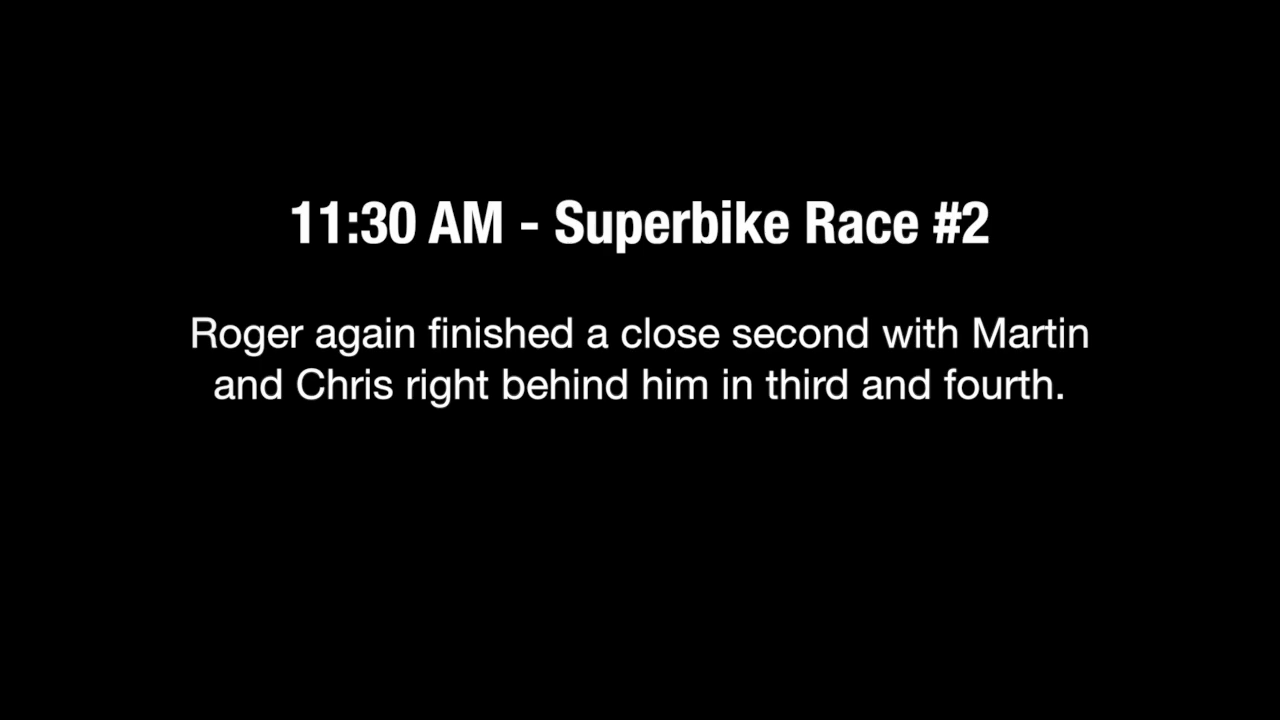 11:30 AM - Superbike Race #2
Roger again finished a close second with Martin
and Chris right behind him in third and fourth.